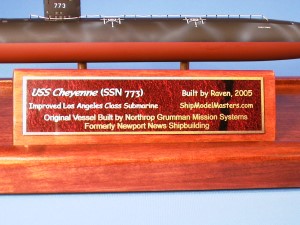 773
USS Cheyenne (SSN 773) Built by Raven, 2005
Improved Los Angeles Class Submarine ShipModelMasters.com
Original Vessel Built by Northrop Grumman Mission Systems
Formerly Newport News Shipbuilding